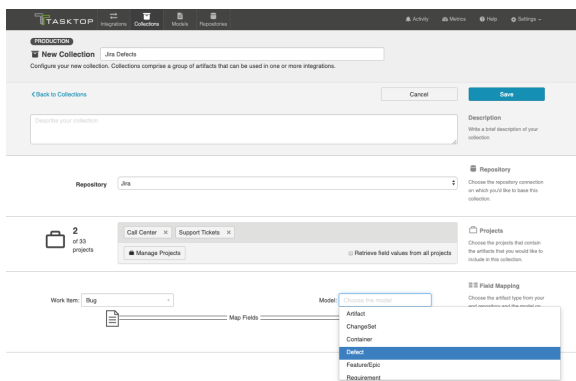 TASKTOP
Integrations
Collections
Models
Repositories
Activity
Metrics
Help
Settings
PRODUCTION
New Collection
Jira Defects
Configure your new collection. Collections comprise a group of artifacts that can be used in one or more integrations.
Back to Collections
Cancel
Save
Describe your collection
Description
Write a brief description of your
collection
Repository
Jira
Repository
Choose the repository connection
on which you'd like to base this
collection.
2
of 33
projects
Call Center ×
Support Tickets ×
Manage Projects
Retrieve field values from all projects
Projects
Choose the projects that contain
the artifacts that you would like to
include in this collection.
Field Mapping
Choose the artifact type from your
Work Item: Bug
Map Fields
Model: Choose the model
Artifact
ChangeSet
Container
Defect
Feature/Epic
Requirement